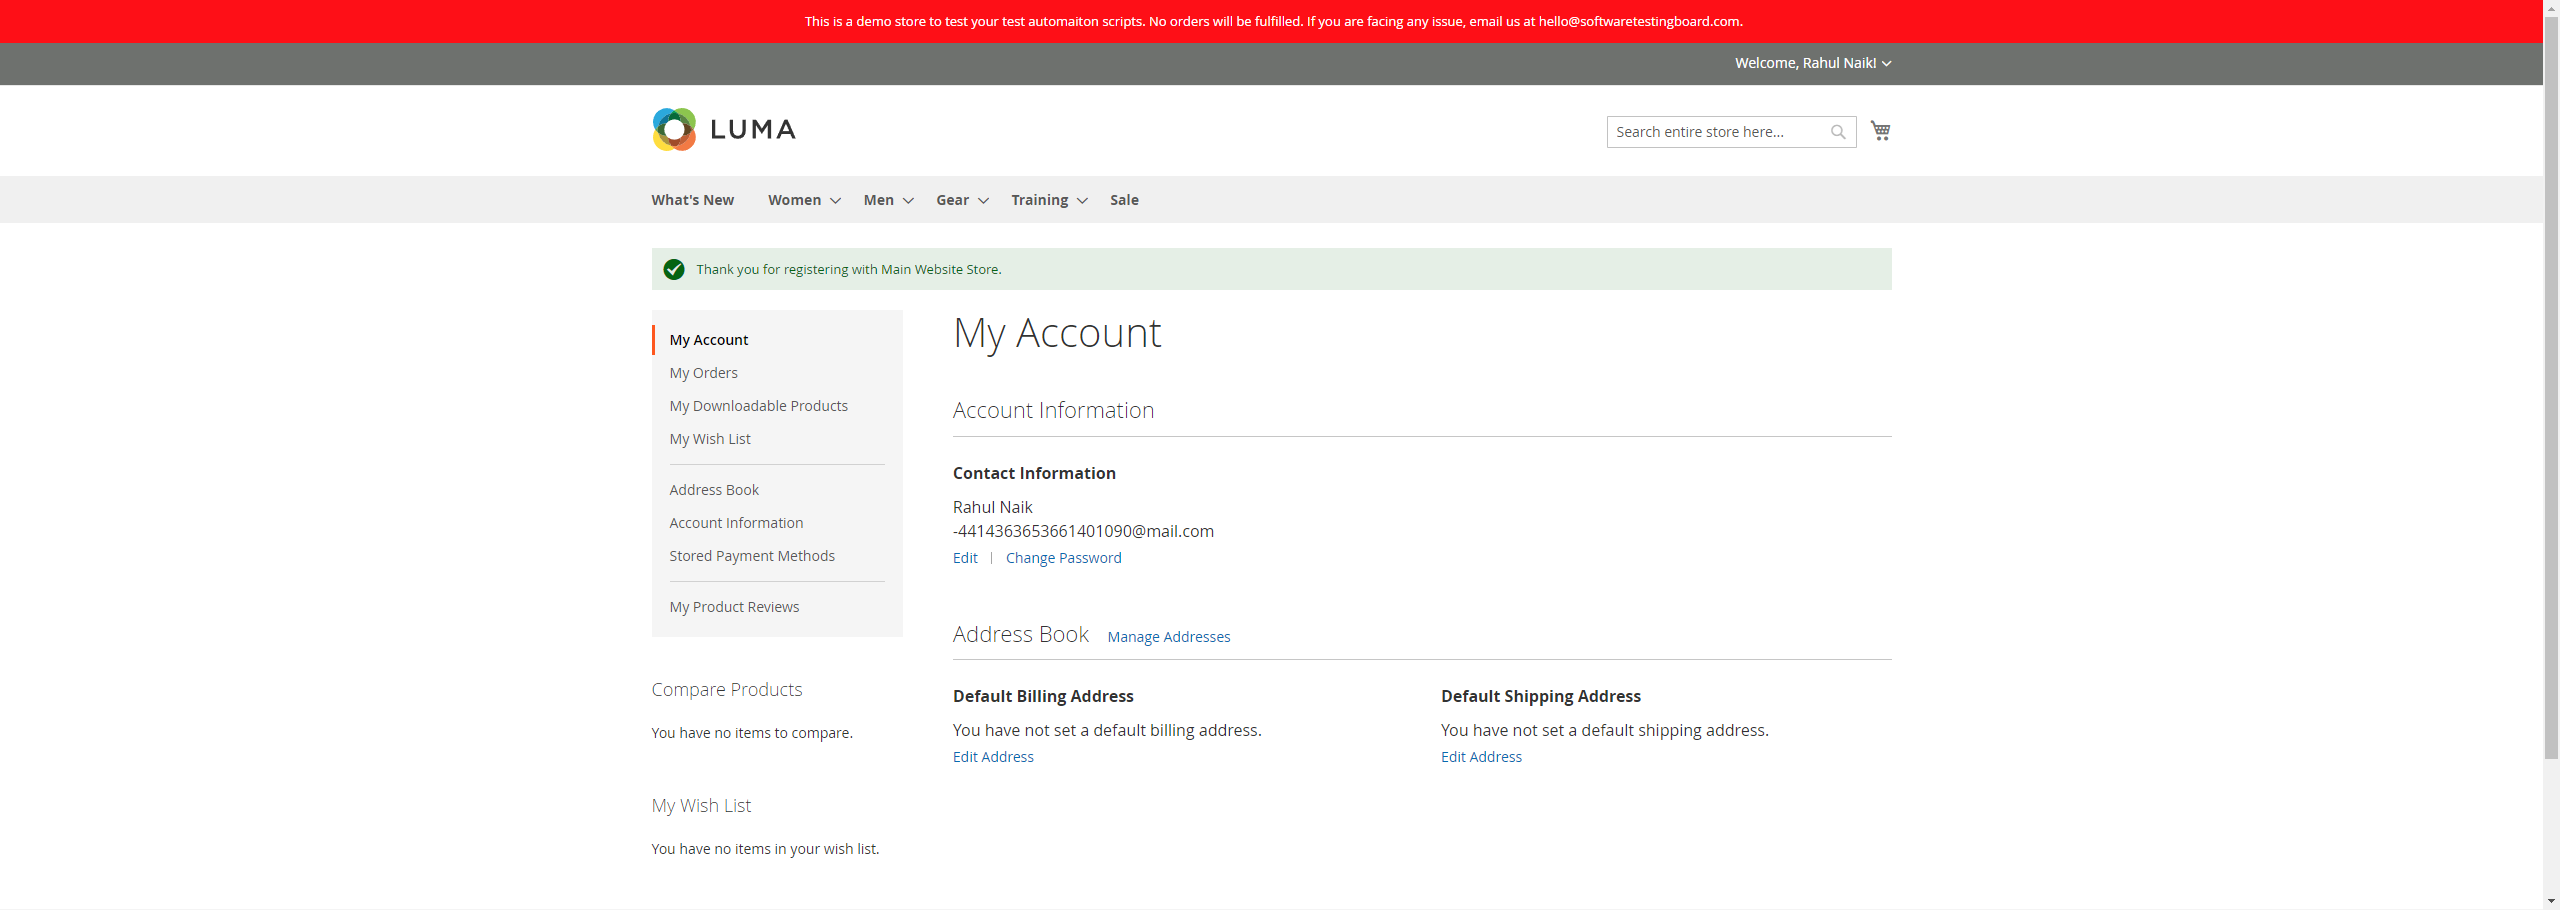 This is a demo store to test your test automaiton scripts. No orders will be fulfilled. If you are facing any issue, email us at hello@softwaretestingboard.com.
Welcome, Rahul Naik!
LUMA
Search entire store here...
What's New Women Men Gear Training Sale
Thank you for registering with Main Website Store.
My Account
My Orders
My Downloadable Products
My Wish List
Address Book
Account Information
Stored Payment Methods
My Product Reviews
Compare Products
You have no items to compare.
My Wish List
You have no items in your wish list.
My Account
Account Information
Contact Information
Rahul Naik
-4414363653661401090@mail.com
Edit | Change Password
Address Book Manage Addresses
Default Billing Address
You have not set a default billing address.
Edit Address
Default Shipping Address
You have not set a default shipping address.
Edit Address